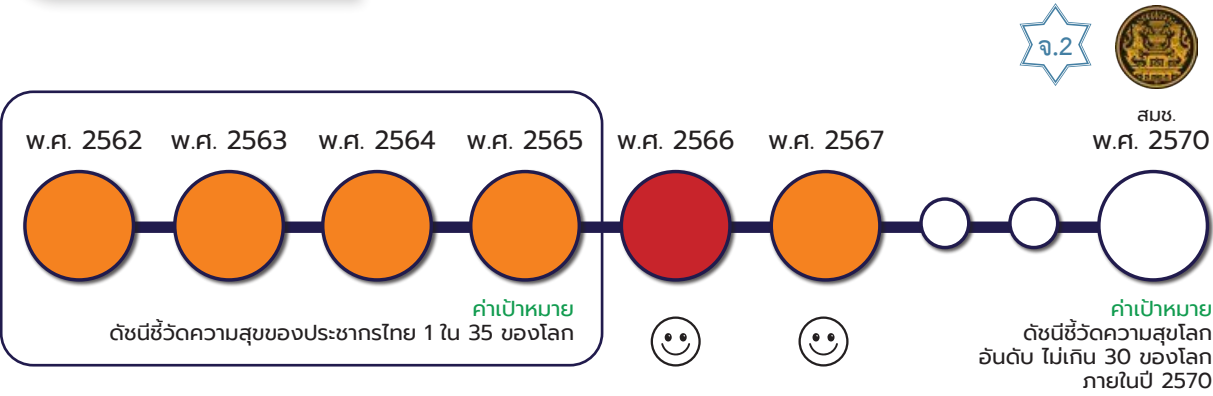 จ.2
สมช.
พ.ศ. 2562 พ.ศ. 2563 พ.ศ. 2564 พ.ศ. 2565 พ.ศ. 2566 พ.ศ. 2567 พ.ศ. 2570
ค่าเป้าหมาย
ดัชนีชี้วัดความสุขของประชากรไทย 1 ใน 35 ของโลก
ค่าเป้าหมาย
ดัชนีชี้วัดความสุขโลก
อันดับ ไม่เกิน 30 ของโลก
ภายในปี 2570